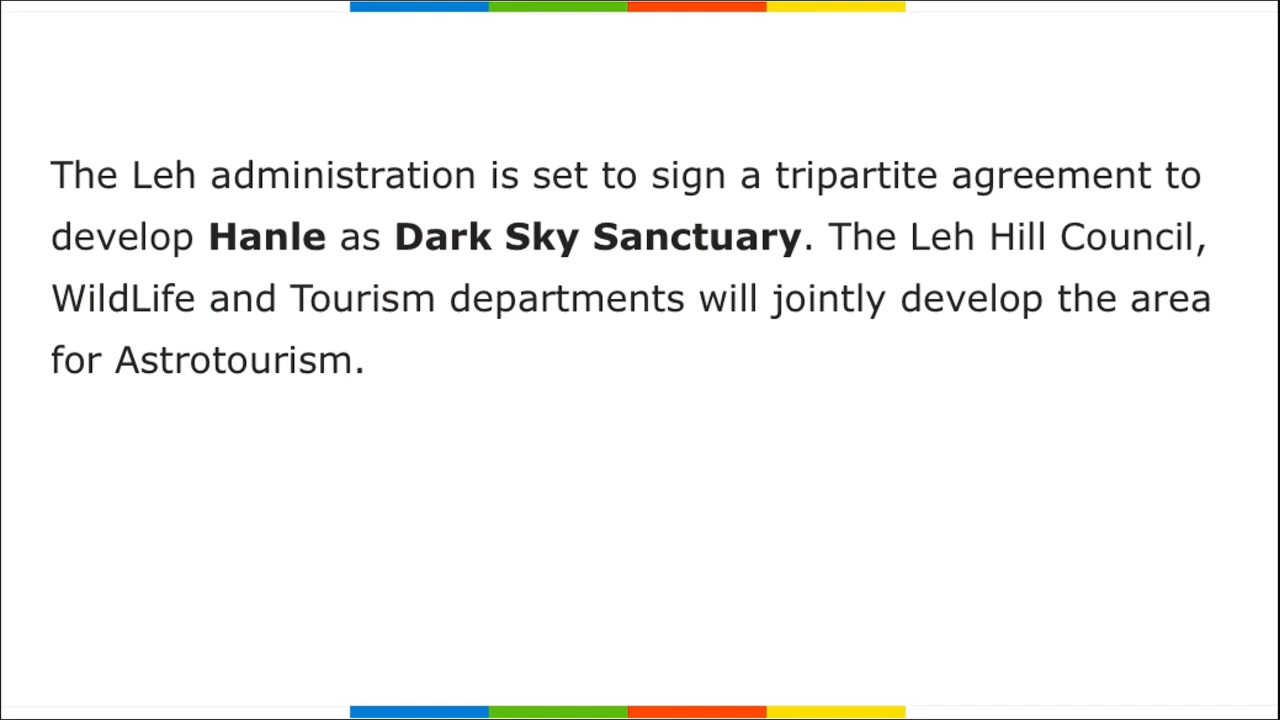 The Leh administration is set to sign a tripartite agreement to
develop Hanle as Dark Sky Sanctuary. The Leh Hill Council,
WildLife and Tourism departments will jointly develop the area
for Astrotourism.